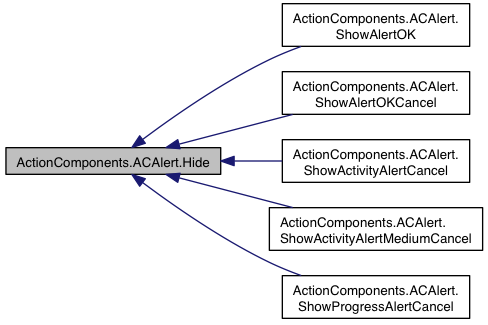 ActionComponents.ACAlert.
ShowAlertOK
ActionComponents.ACAlert.
ShowAlertOKCancel
ActionComponents.ACAlert.Hide
ActionComponents.ACAlert.
ShowActivityAlertCancel
ActionComponents.ACAlert.
ShowActivityAlertMediumCancel
ActionComponents.ACAlert.
ShowProgressAlertCancel